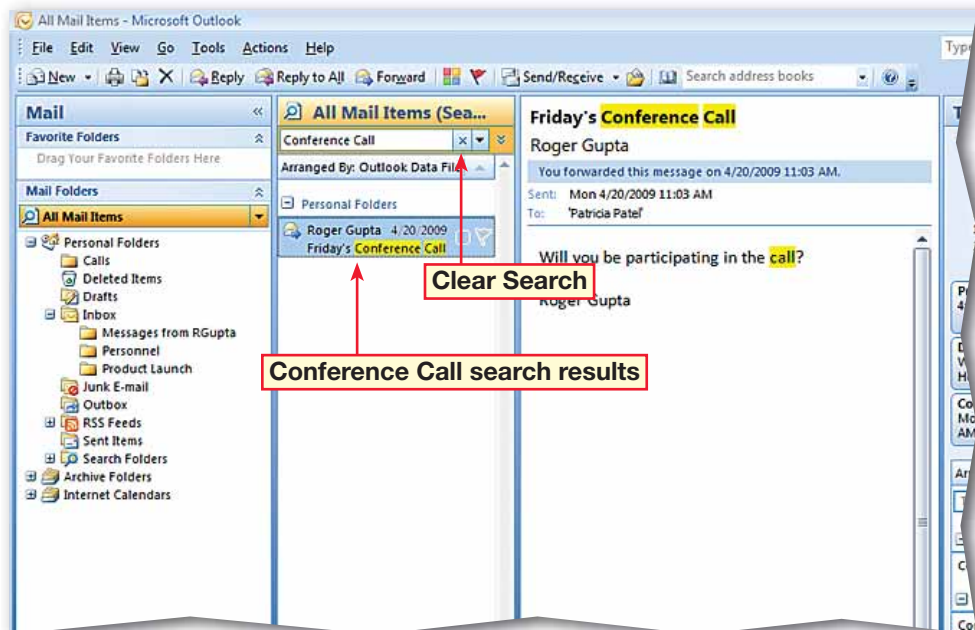 All Mail Items - Microsoft Outlook
File Edit View Go Tools Actions Help
New Reply Reply to All Forward Send/Receive Search address books
Mail
Favorite Folders
Drag Your Favorite Folders Here
Mail Folders
All Mail Items
Personal Folders
Calls
Deleted Items
Drafts
Inbox
Messages from RGupta
Personnel
Product Launch
Junk E-mail
Outbox
RSS Feeds
Sent Items
Search Folders
Archive Folders
Internet Calendars
All Mail Items (Sea...
Conference Call
Arranged By: Outlook Data File
Personal Folders
Roger Gupta 4/20/2009
Friday's Conference Call
Clear Search
Conference Call search results
Friday's Conference Call
Roger Gupta
You forwarded this message on 4/20/2009 11:03 AM.
Sent: Mon 4/20/2009 11:03 AM
To: 'Patricia Patel'
Will you be participating in the call?
Roger Gupta